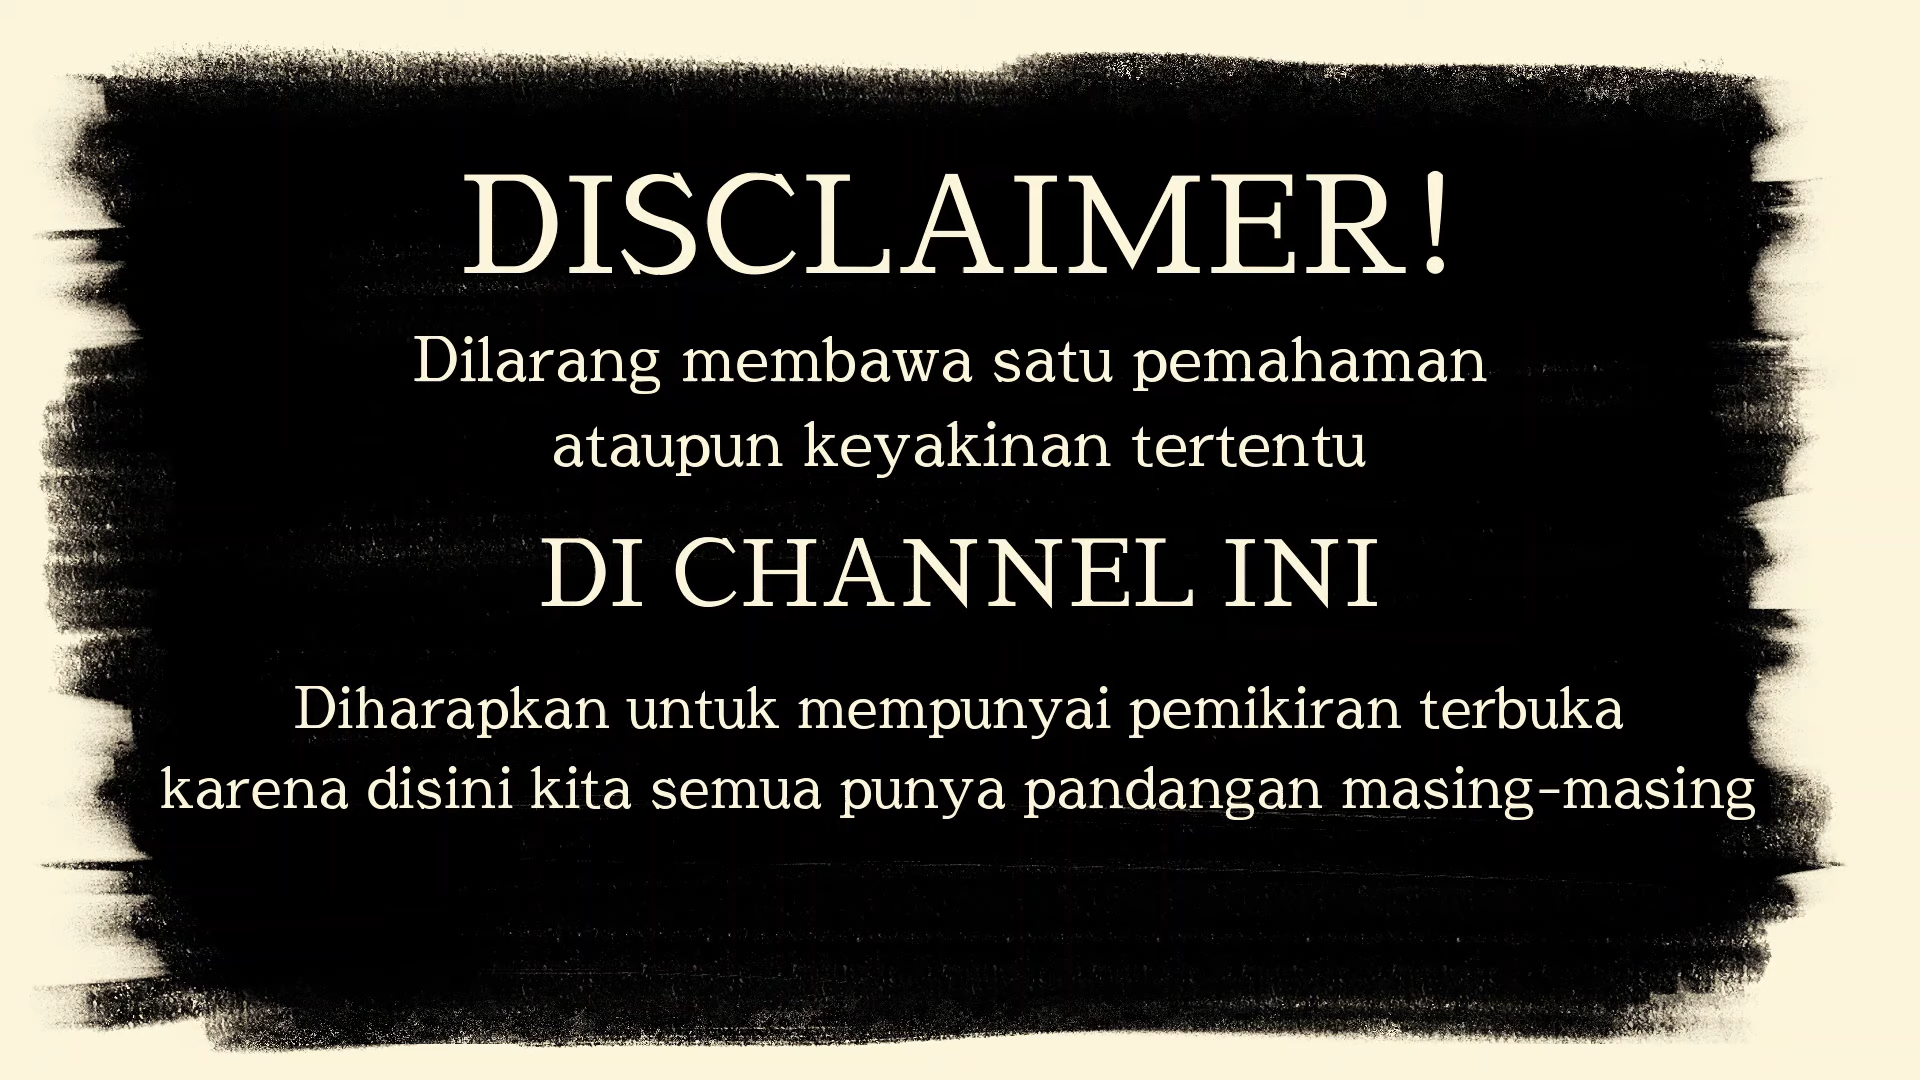 DISCLAIMER!
Dilarang membawa satu pemahaman
ataupun keyakinan tertentu
DI CHANNEL INI
Diharapkan untuk mempunyai pemikiran terbuka
karena disini kita semua punya pandangan masing-masing